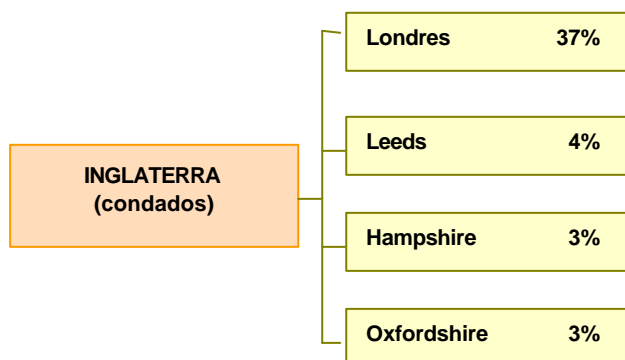 Londres 37%
Leeds 4%
INGLATERRA
(condados)
Hampshire 3%
Oxfordshire 3%